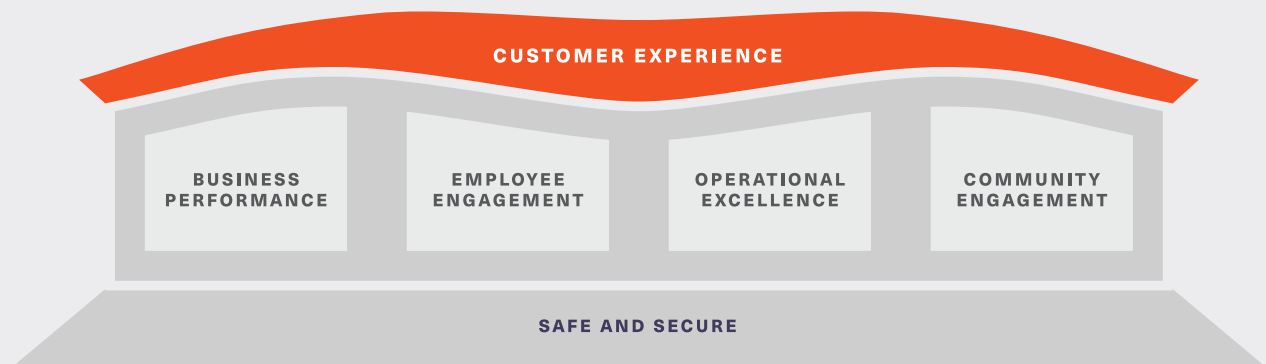 CUSTOMER EXPERIENCE
BUSINESS
PERFORMANCE
EMPLOYEE
ENGAGEMENT
OPERATIONAL
EXCELLENCE
COMMUNITY
ENGAGEMENT
SAFE AND SECURE